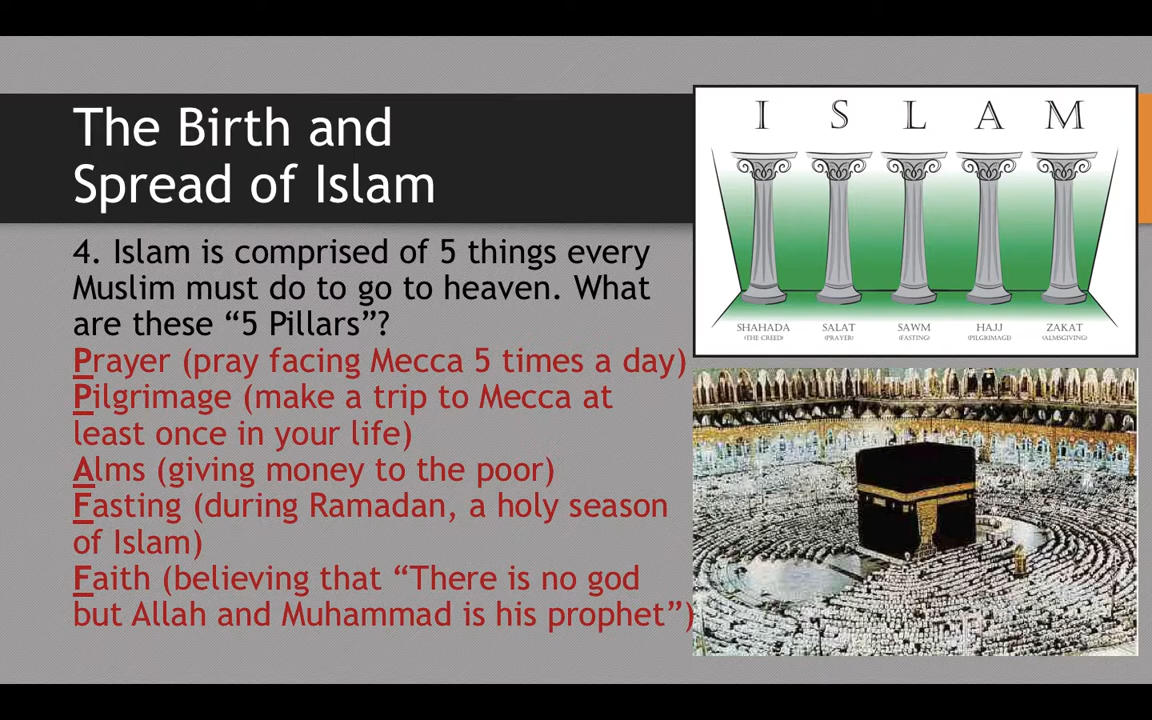 The Birth and
Spread of Islam
4. Islam is comprised of 5 things every
Muslim must do to go to heaven. What
are these “5 Pillars”?
Prayer (pray facing Mecca 5 times a day)
Pilgrimage (make a trip to Mecca at
least once in your life)
Alms (giving money to the poor)
Fasting (during Ramadan, a holy season
of Islam)
Faith (believing that “There is no god
but Allah and Muhammad is his prophet”)
I S L A M
SHAHADA SALAT SAWM HAJJ ZAKAT
(THE CREED) (PRAYER) (FASTING) (PILGRIMAGE) (ALMSGIVING)